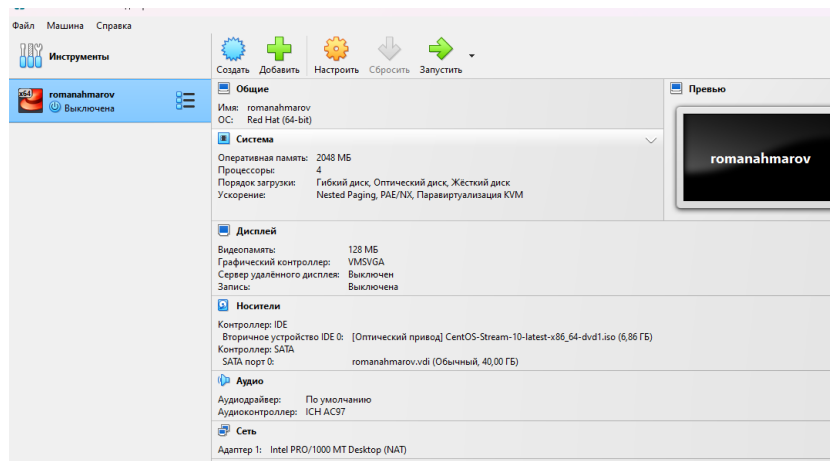 Файл Машина Справка
Инструменты
Создать Добавить Настроить Сбросить Запустить
x64
romanahmarov
Выключена
Общие
Имя: romanahmarov
ОС: Red Hat (64-bit)
Система
Оперативная память: 2048 МБ
Процессоры: 4
Порядок загрузки: Гибкий диск, Оптический диск, Жёсткий диск
Ускорение: Nested Paging, PAE/NX, Паравиртуализация KVM
Превью
romanahmarov
Дисплей
Видеопамять: 128 МБ
Графический контроллер: VMSVGA
Сервер удалённого дисплея: Выключен
Запись: Выключена
Носители
Контроллер: IDE
Вторичное устройство IDE 0: [Оптический привод] CentOS-Stream-10-latest-x86_64-dvd1.iso (6,86 ГБ)
Контроллер: SATA
SATA порт 0: romanahmarov.vdi (Обычный, 40,00 ГБ)
Аудио
Аудиодрайвер: По умолчанию
Аудиоконтроллер: ICH AC97
Сеть
Адаптер 1: Intel PRO/1000 MT Desktop (NAT)